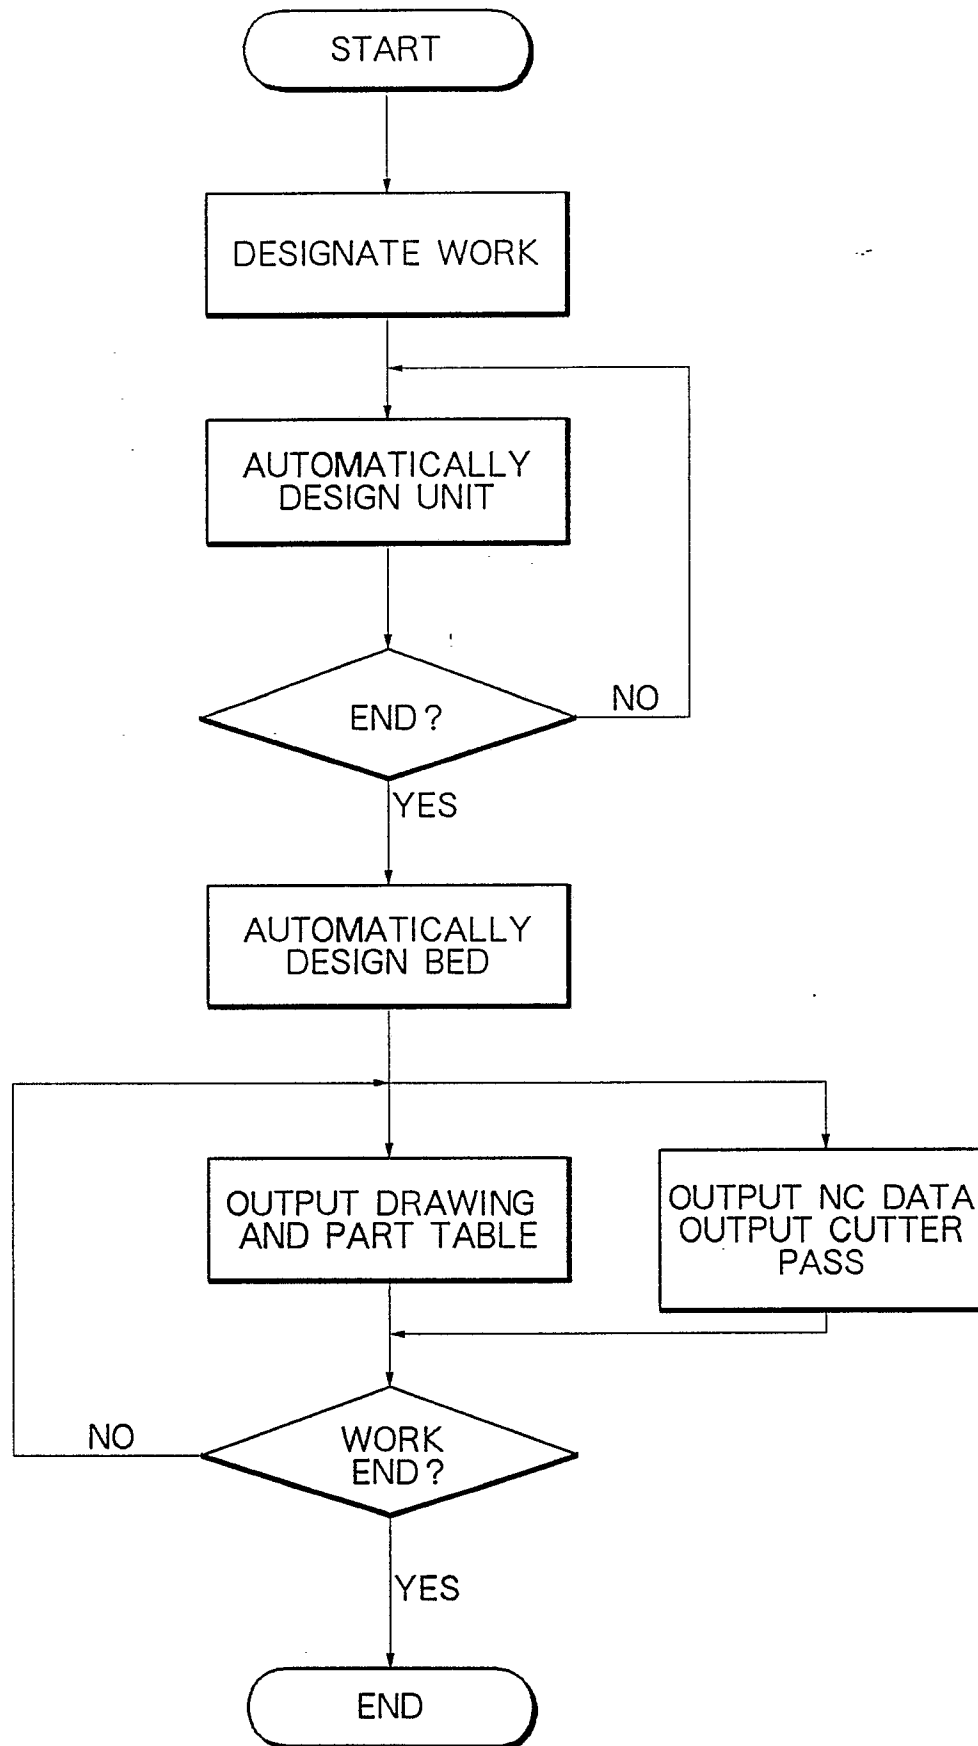 START
DESIGNATE WORK
AUTOMATICALLY
DESIGN UNIT
END?
NO
YES
AUTOMATICALLY
DESIGN BED
OUTPUT DRAWING
AND PART TABLE
OUTPUT NC DATA
OUTPUT CUTTER
PASS
NO
WORK
END?
YES
END